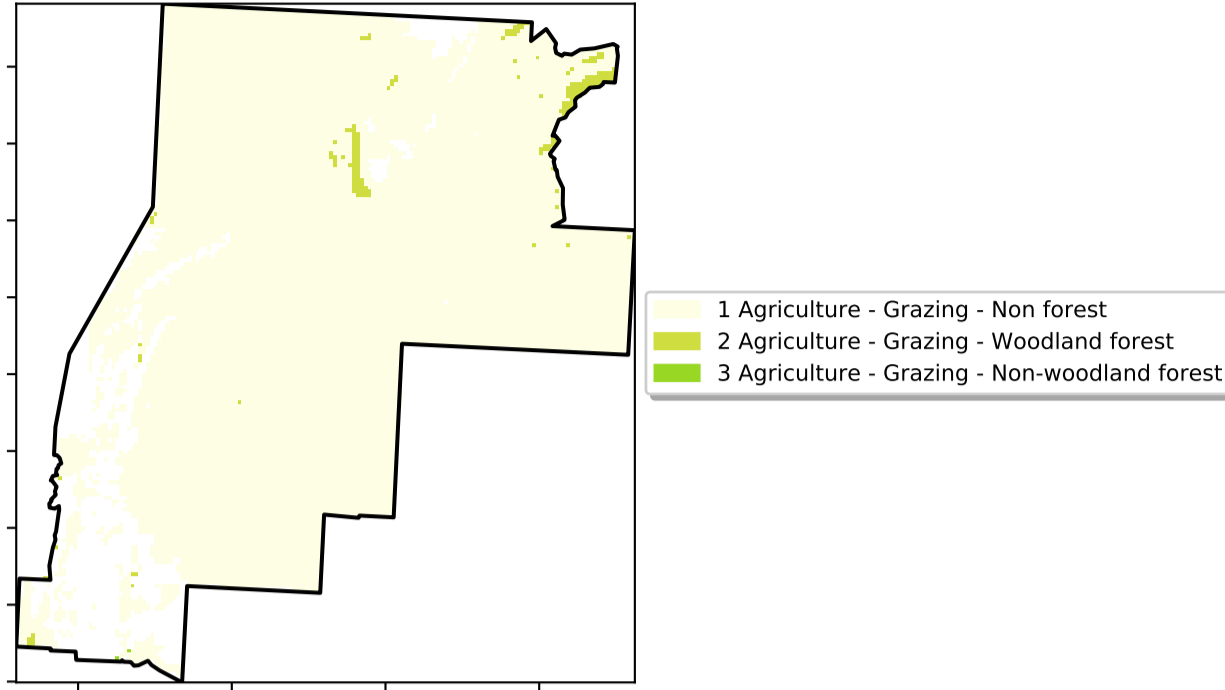 1 Agriculture - Grazing - Non forest
2 Agriculture - Grazing - Woodland forest
3 Agriculture - Grazing - Non-woodland forest